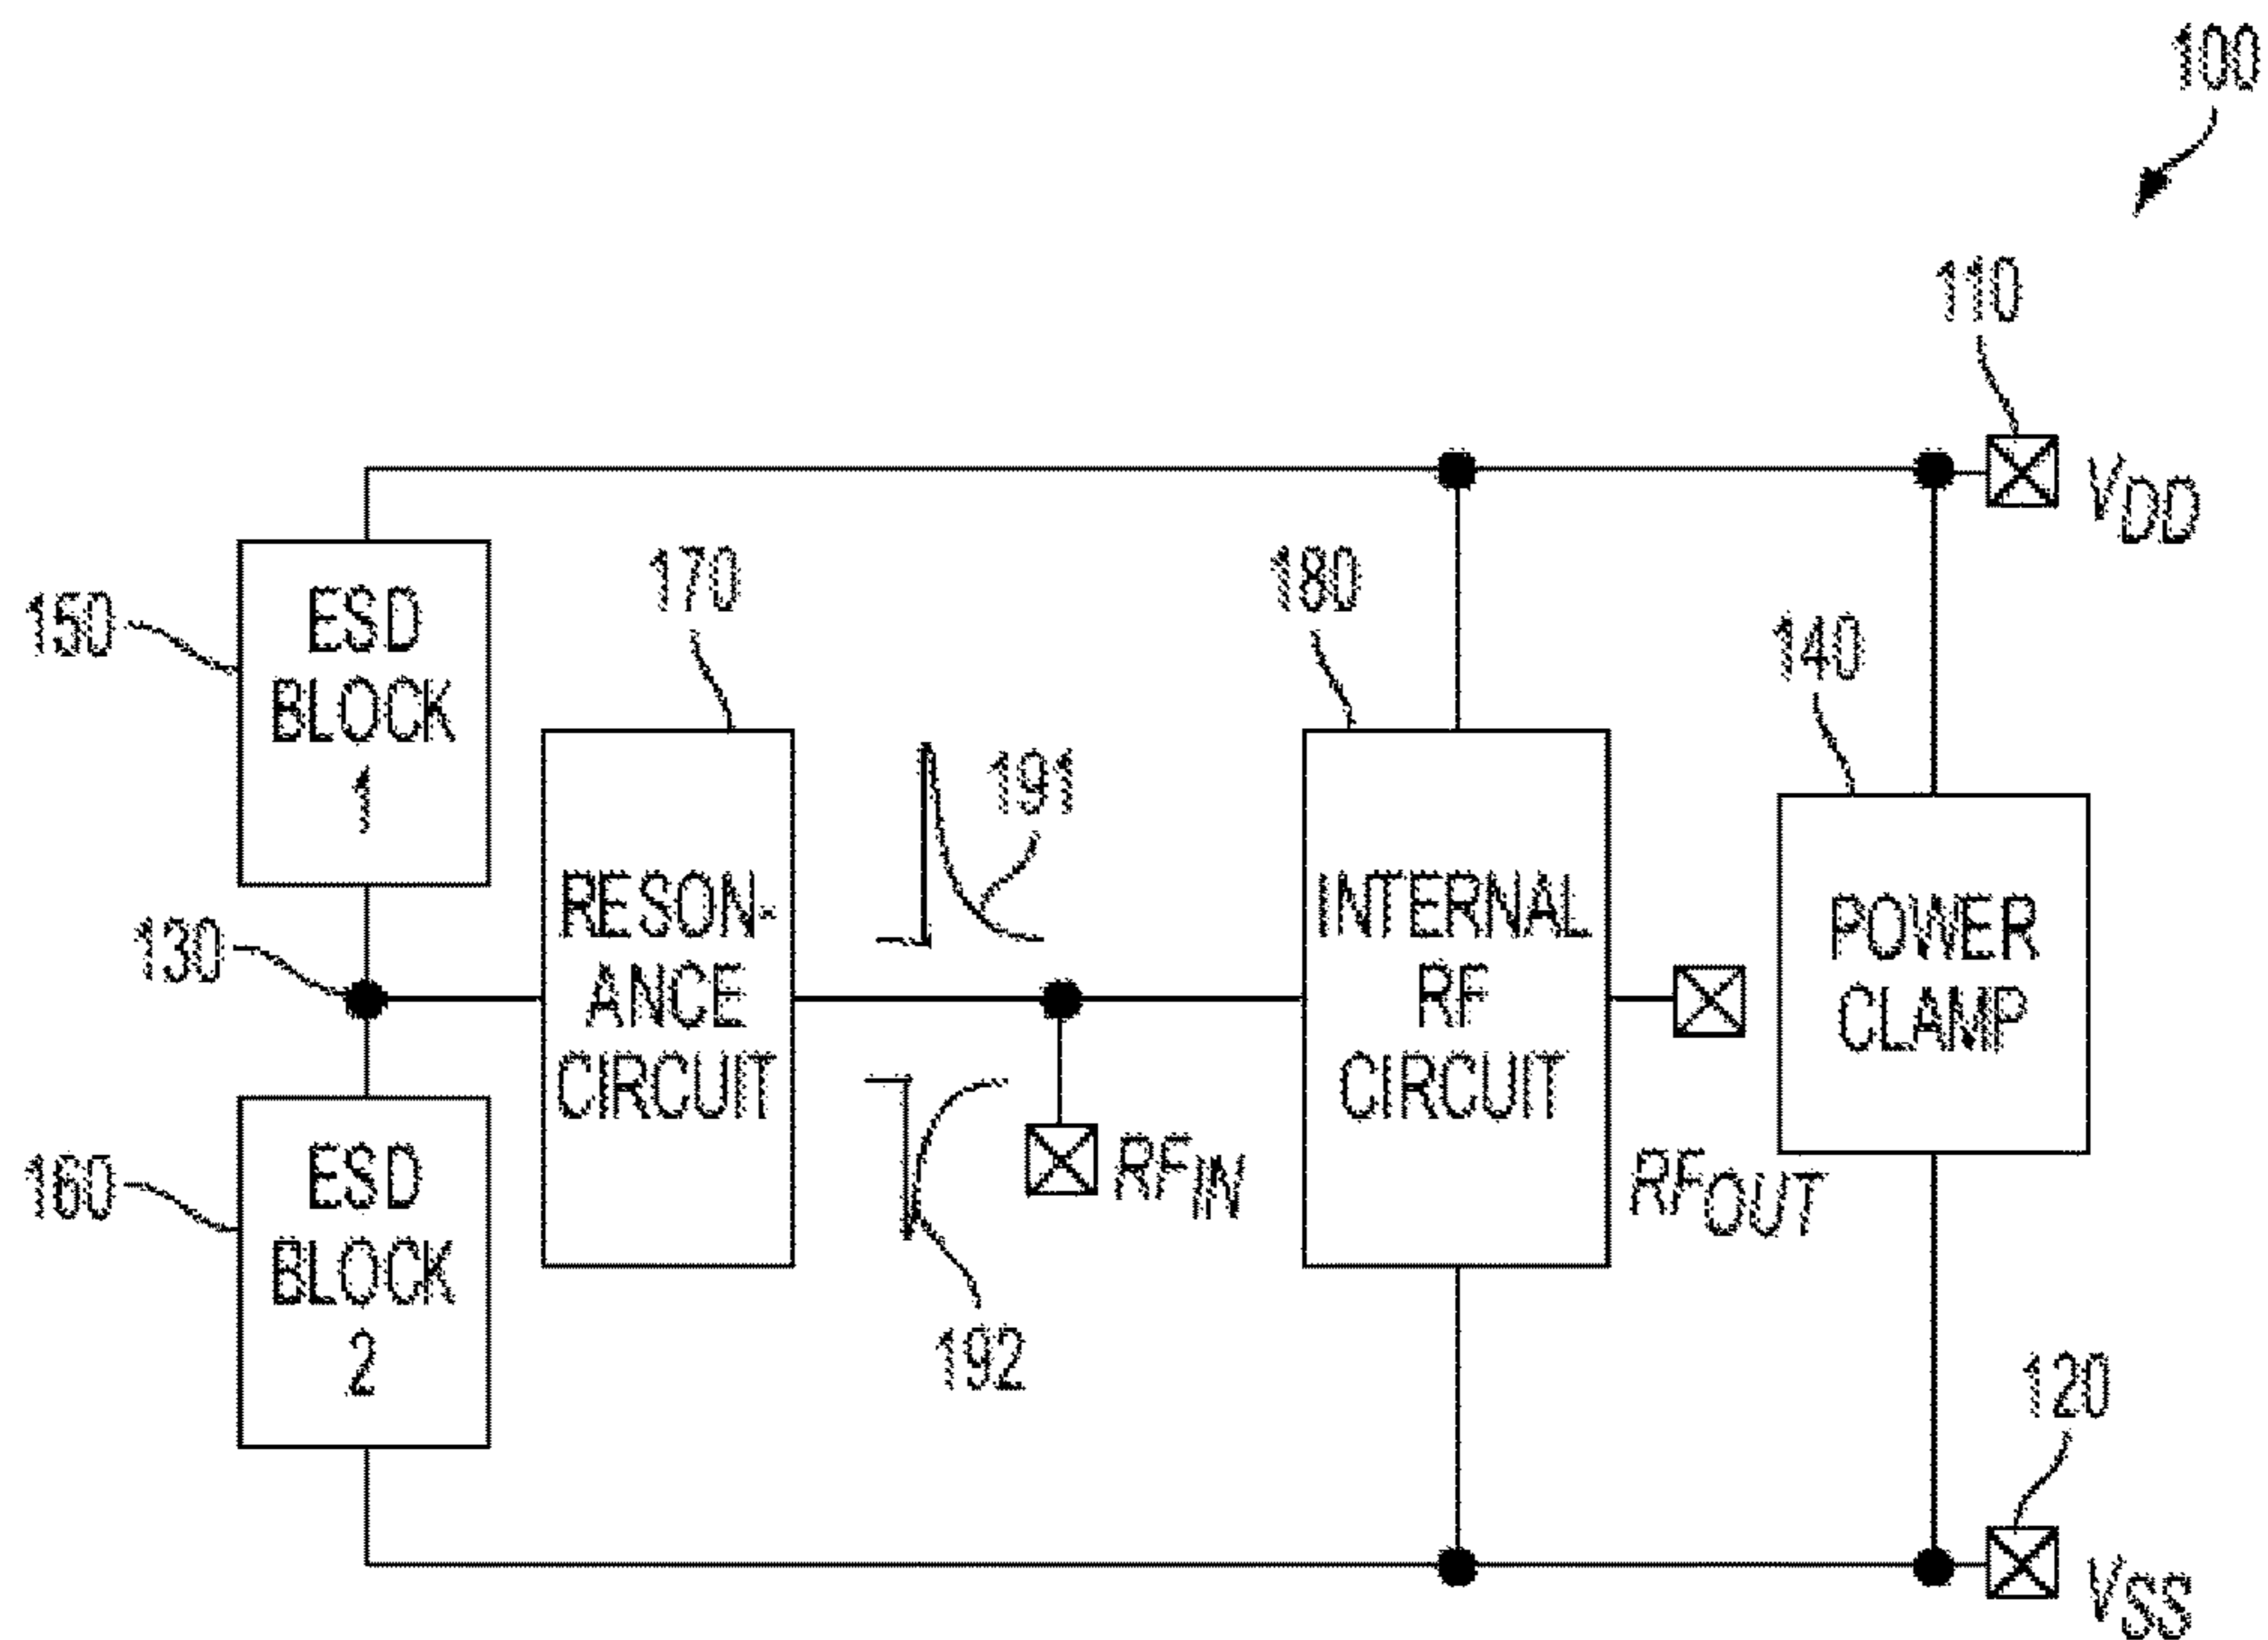 100
110
VDD
150
ESD
BLOCK
1
170
180
140
191
130
RESON-
ANCE
CIRCUIT
INTERNAL
RF
CIRCUIT
POWER
CLAMP
160
ESD
BLOCK
2
RFIN
RFOUT
192
120
VSS